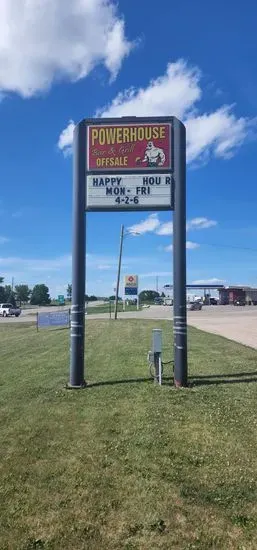 POWERHOUSE
Bar & Grill
OFFSALE
HAPPY HOUR
MON - FRI
4-2-6